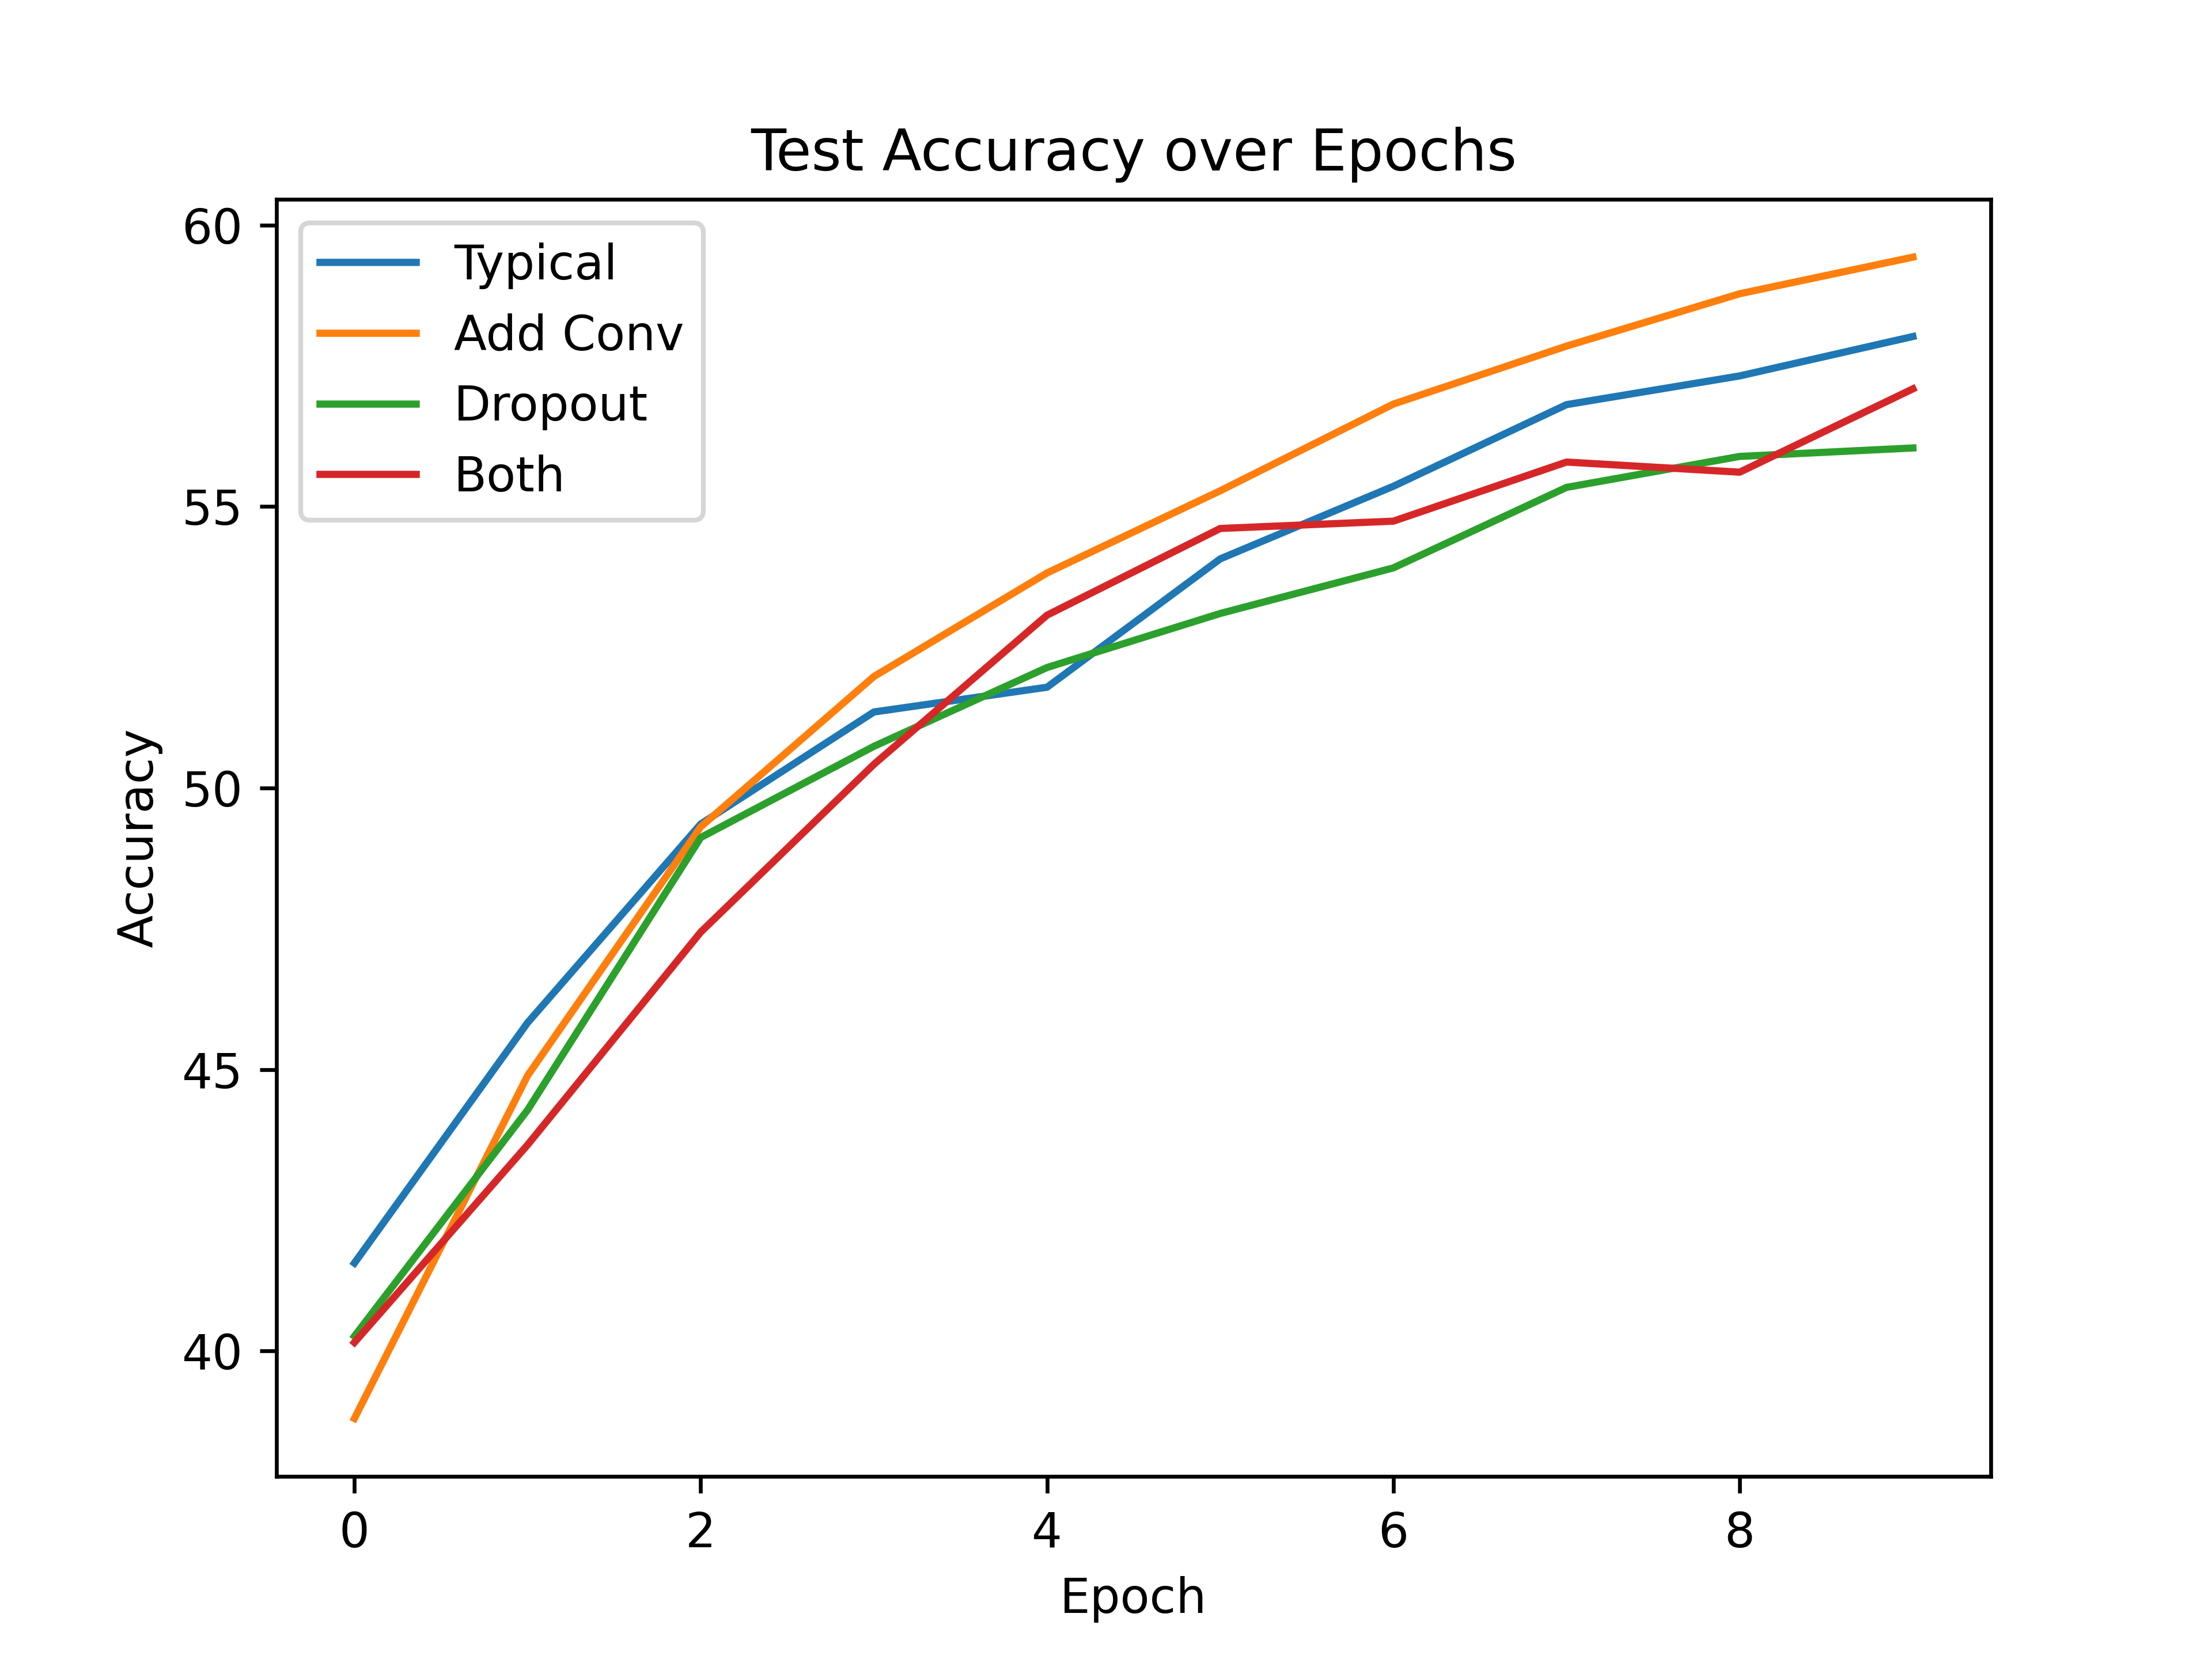 Test Accuracy over Epochs
Typical
Add Conv
Dropout
Both
Accuracy
60
55
50
45
40
0 2 4 6 8
Epoch